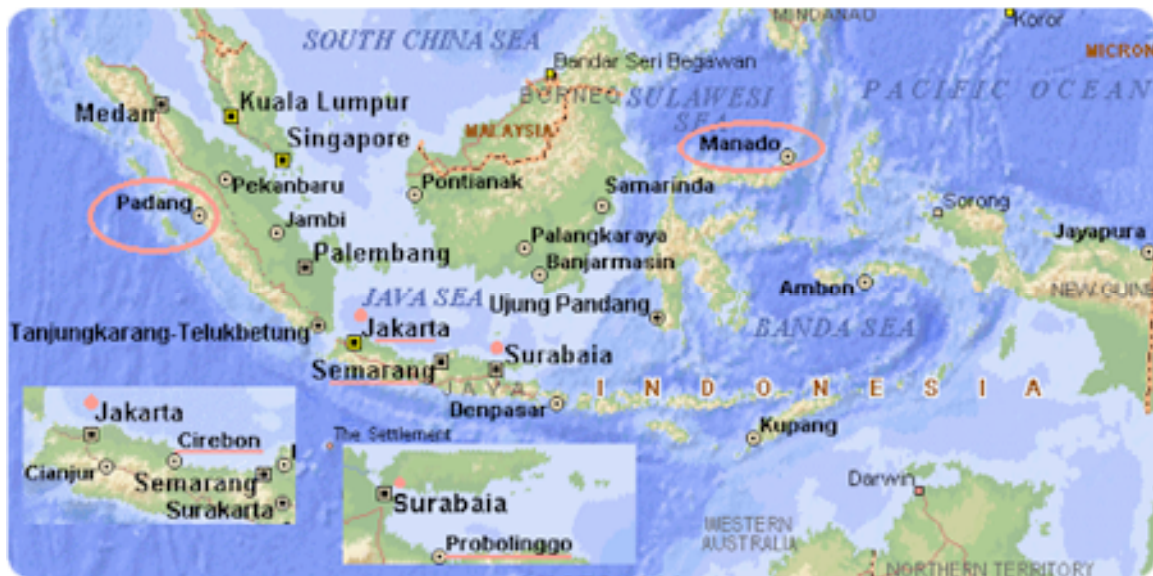 MINDANAO
Koror
SOUTH CHINA SEA
MICRON
Bandar Seri Begawan
BORNEO
SULAWESI
SEA
PACIFIC OCEAN
Medan
Kuala Lumpur
MALAYSIA
Singapore
Manado
Pekanbaru
Pontianak
Samarinda
Padang
Jambi
Sorong
Jayapura
Palembang
Palangkaraya
Banjarmasin
Ambon
NEW GUINE
JAVA SEA
Ujung Pandang
Tanjungkarang-Telukbetung
Jakarta
BANDA SEA
Semarang
Surabaia
JAVA
INDONESIA
Denpasar
Kupang
The Settlement
Jakarta
Cirebon
Cianjur
Semarang
Surakarta
Surabaia
Probolinggo
Darwin
WESTERN
AUSTRALIA
NORTHERN TERRITORY